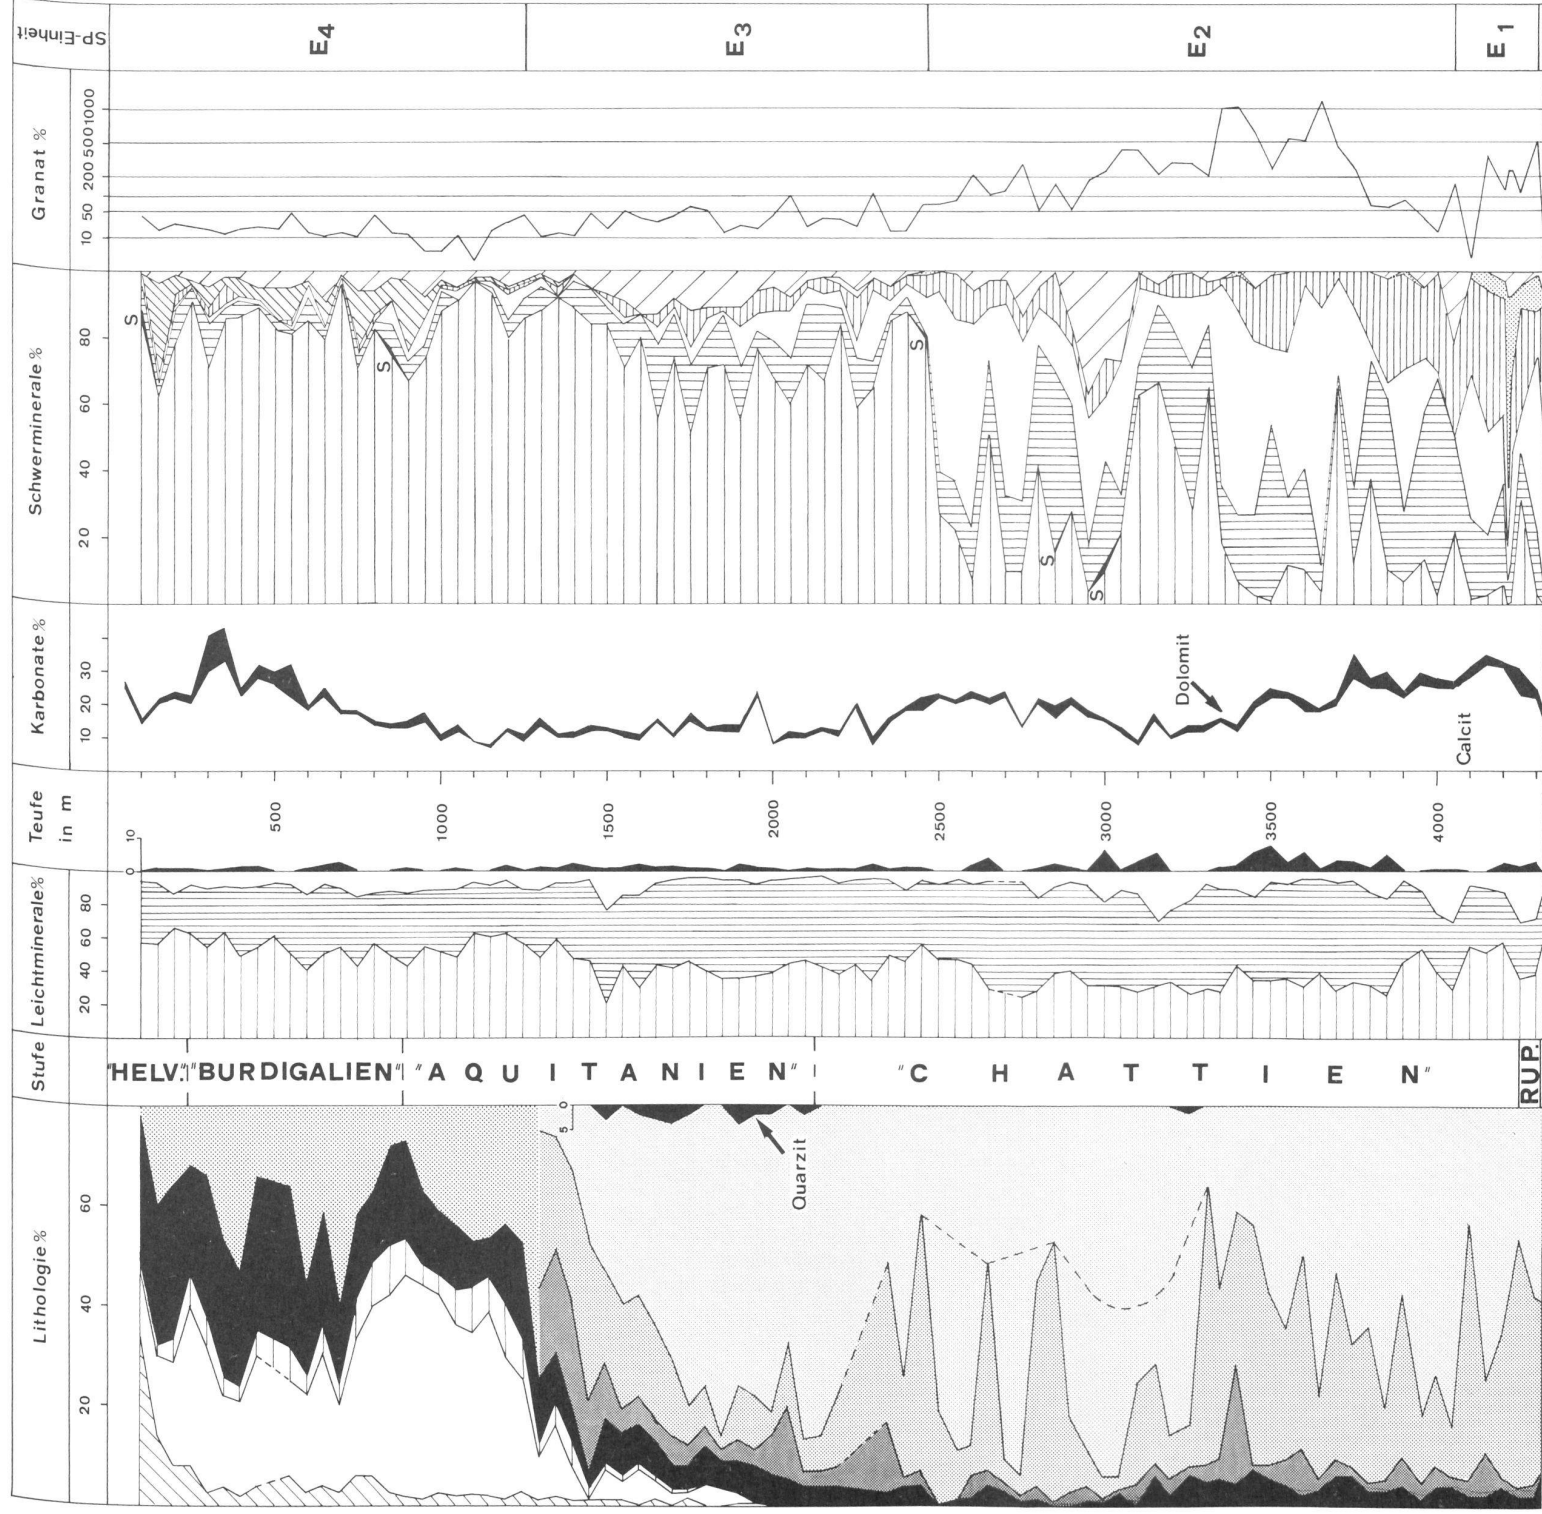 SP-Einheit
E4
E3
E2
E1
Granat %
10
50
200
500
1000
Schwerminerale %
20
40
60
80
S
S
S
S
S
Karbonate %
10
20
30
Dolomit
Calcit
Teufe
in m
500
1000
1500
2000
2500
3000
3500
4000
0
10
Leichtminerale %
20
40
60
80
Stufe
"HELV."
"BURDIGALIEN"
"AQUITANIEN"
"CHATTIEN"
RUP.
Lithologie %
20
40
60
5
0
Quarzit